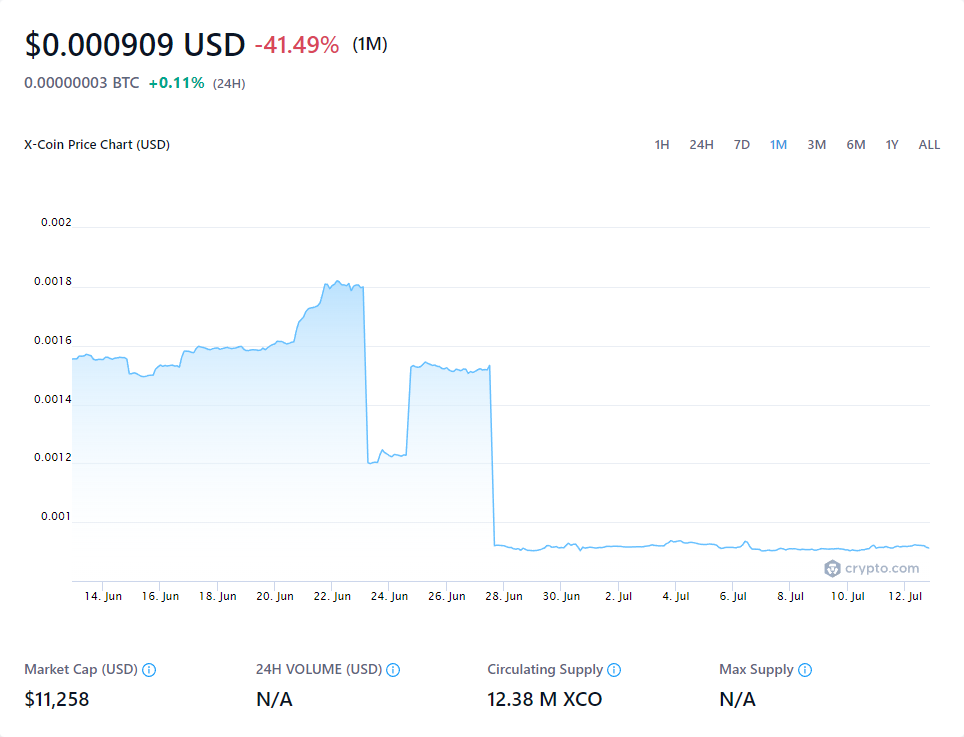 $0.000909 USD -41.49% (1M)
0.00000003 BTC +0.11% (24H)
X-Coin Price Chart (USD) 1H 24H 7D 1M 3M 6M 1Y ALL
0.002
0.0018
0.0016
0.0014
0.0012
0.001
crypto.com
14. Jun 16. Jun 18. Jun 20. Jun 22. Jun 24. Jun 26. Jun 28. Jun 30. Jun 2. Jul 4. Jul 6. Jul 8. Jul 10. Jul 12. Jul
Market Cap (USD) 24H VOLUME (USD) Circulating Supply Max Supply
$11,258 N/A 12.38 M XCO N/A